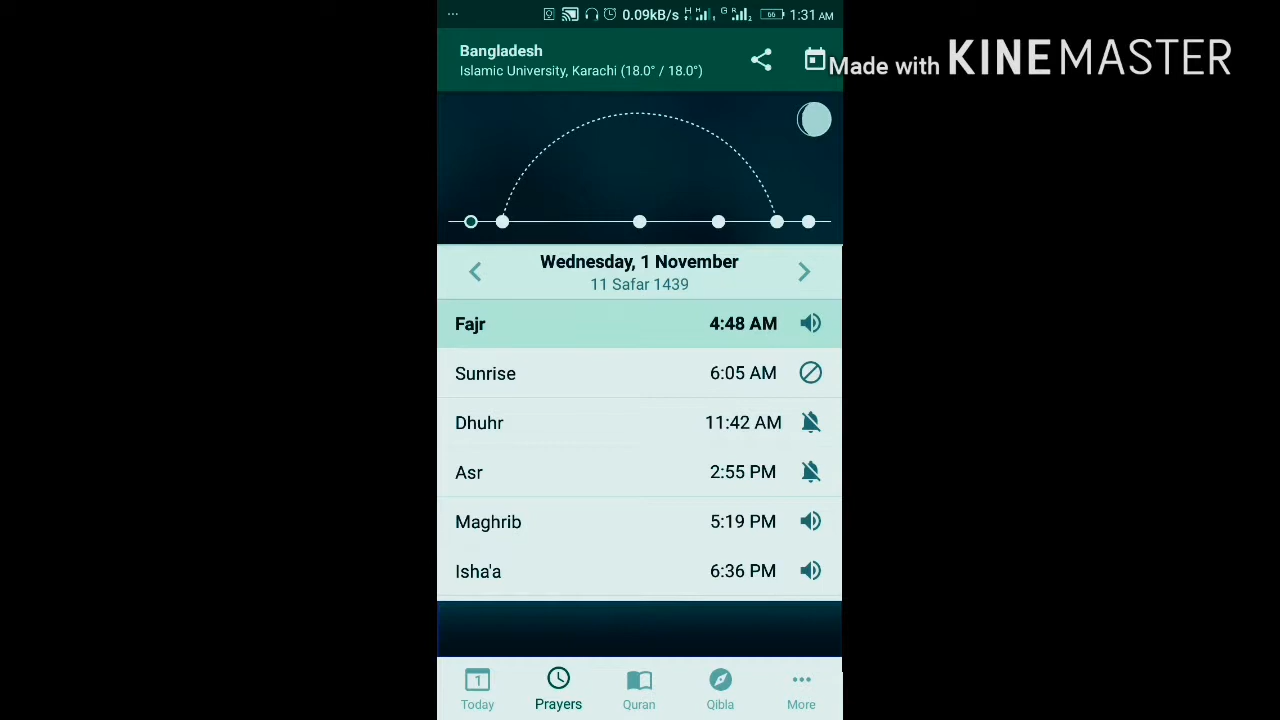 0.09kB/s
66
1:31 AM
Bangladesh
Islamic University, Karachi (18.0° / 18.0°)
Made with KINEMASTER
Wednesday, 1 November
11 Safar 1439
Fajr 4:48 AM
Sunrise 6:05 AM
Dhuhr 11:42 AM
Asr 2:55 PM
Maghrib 5:19 PM
Isha'a 6:36 PM
1
Today Prayers Quran Qibla More